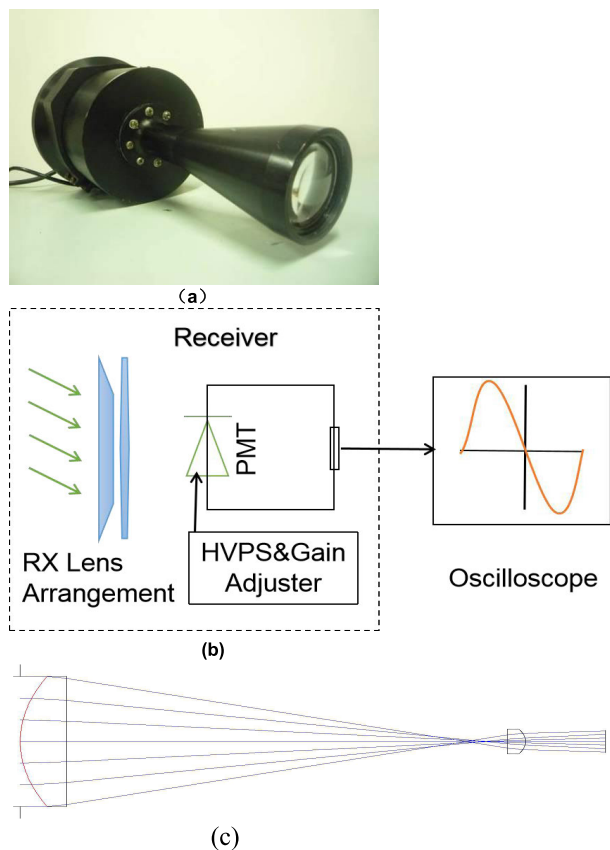 (a)
Receiver
PMT
HVPS&Gain
Adjuster
RX Lens
Arrangement
Oscilloscope
(b)
(c)